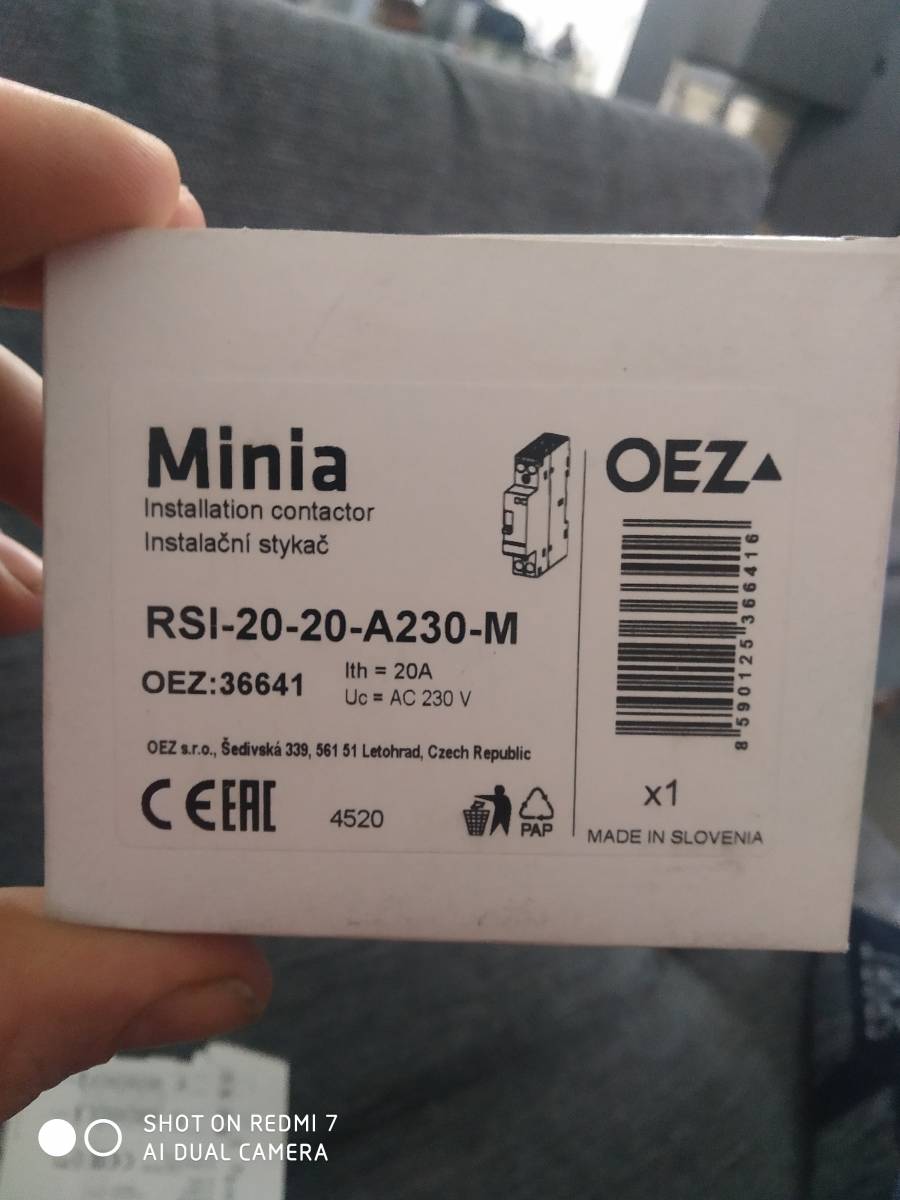 Minia
Installation contactor
Instalační stykač
RSI-20-20-A230-M
OEZ:36641
Ith = 20A
Uc = AC 230 V
OEZ s.r.o., Šedivská 339, 561 51 Letohrad, Czech Republic
CE EAC
4520
PAP
OEZ
8 590125 366416
x1
MADE IN SLOVENIA
SHOT ON REDMI 7
AI DUAL CAMERA